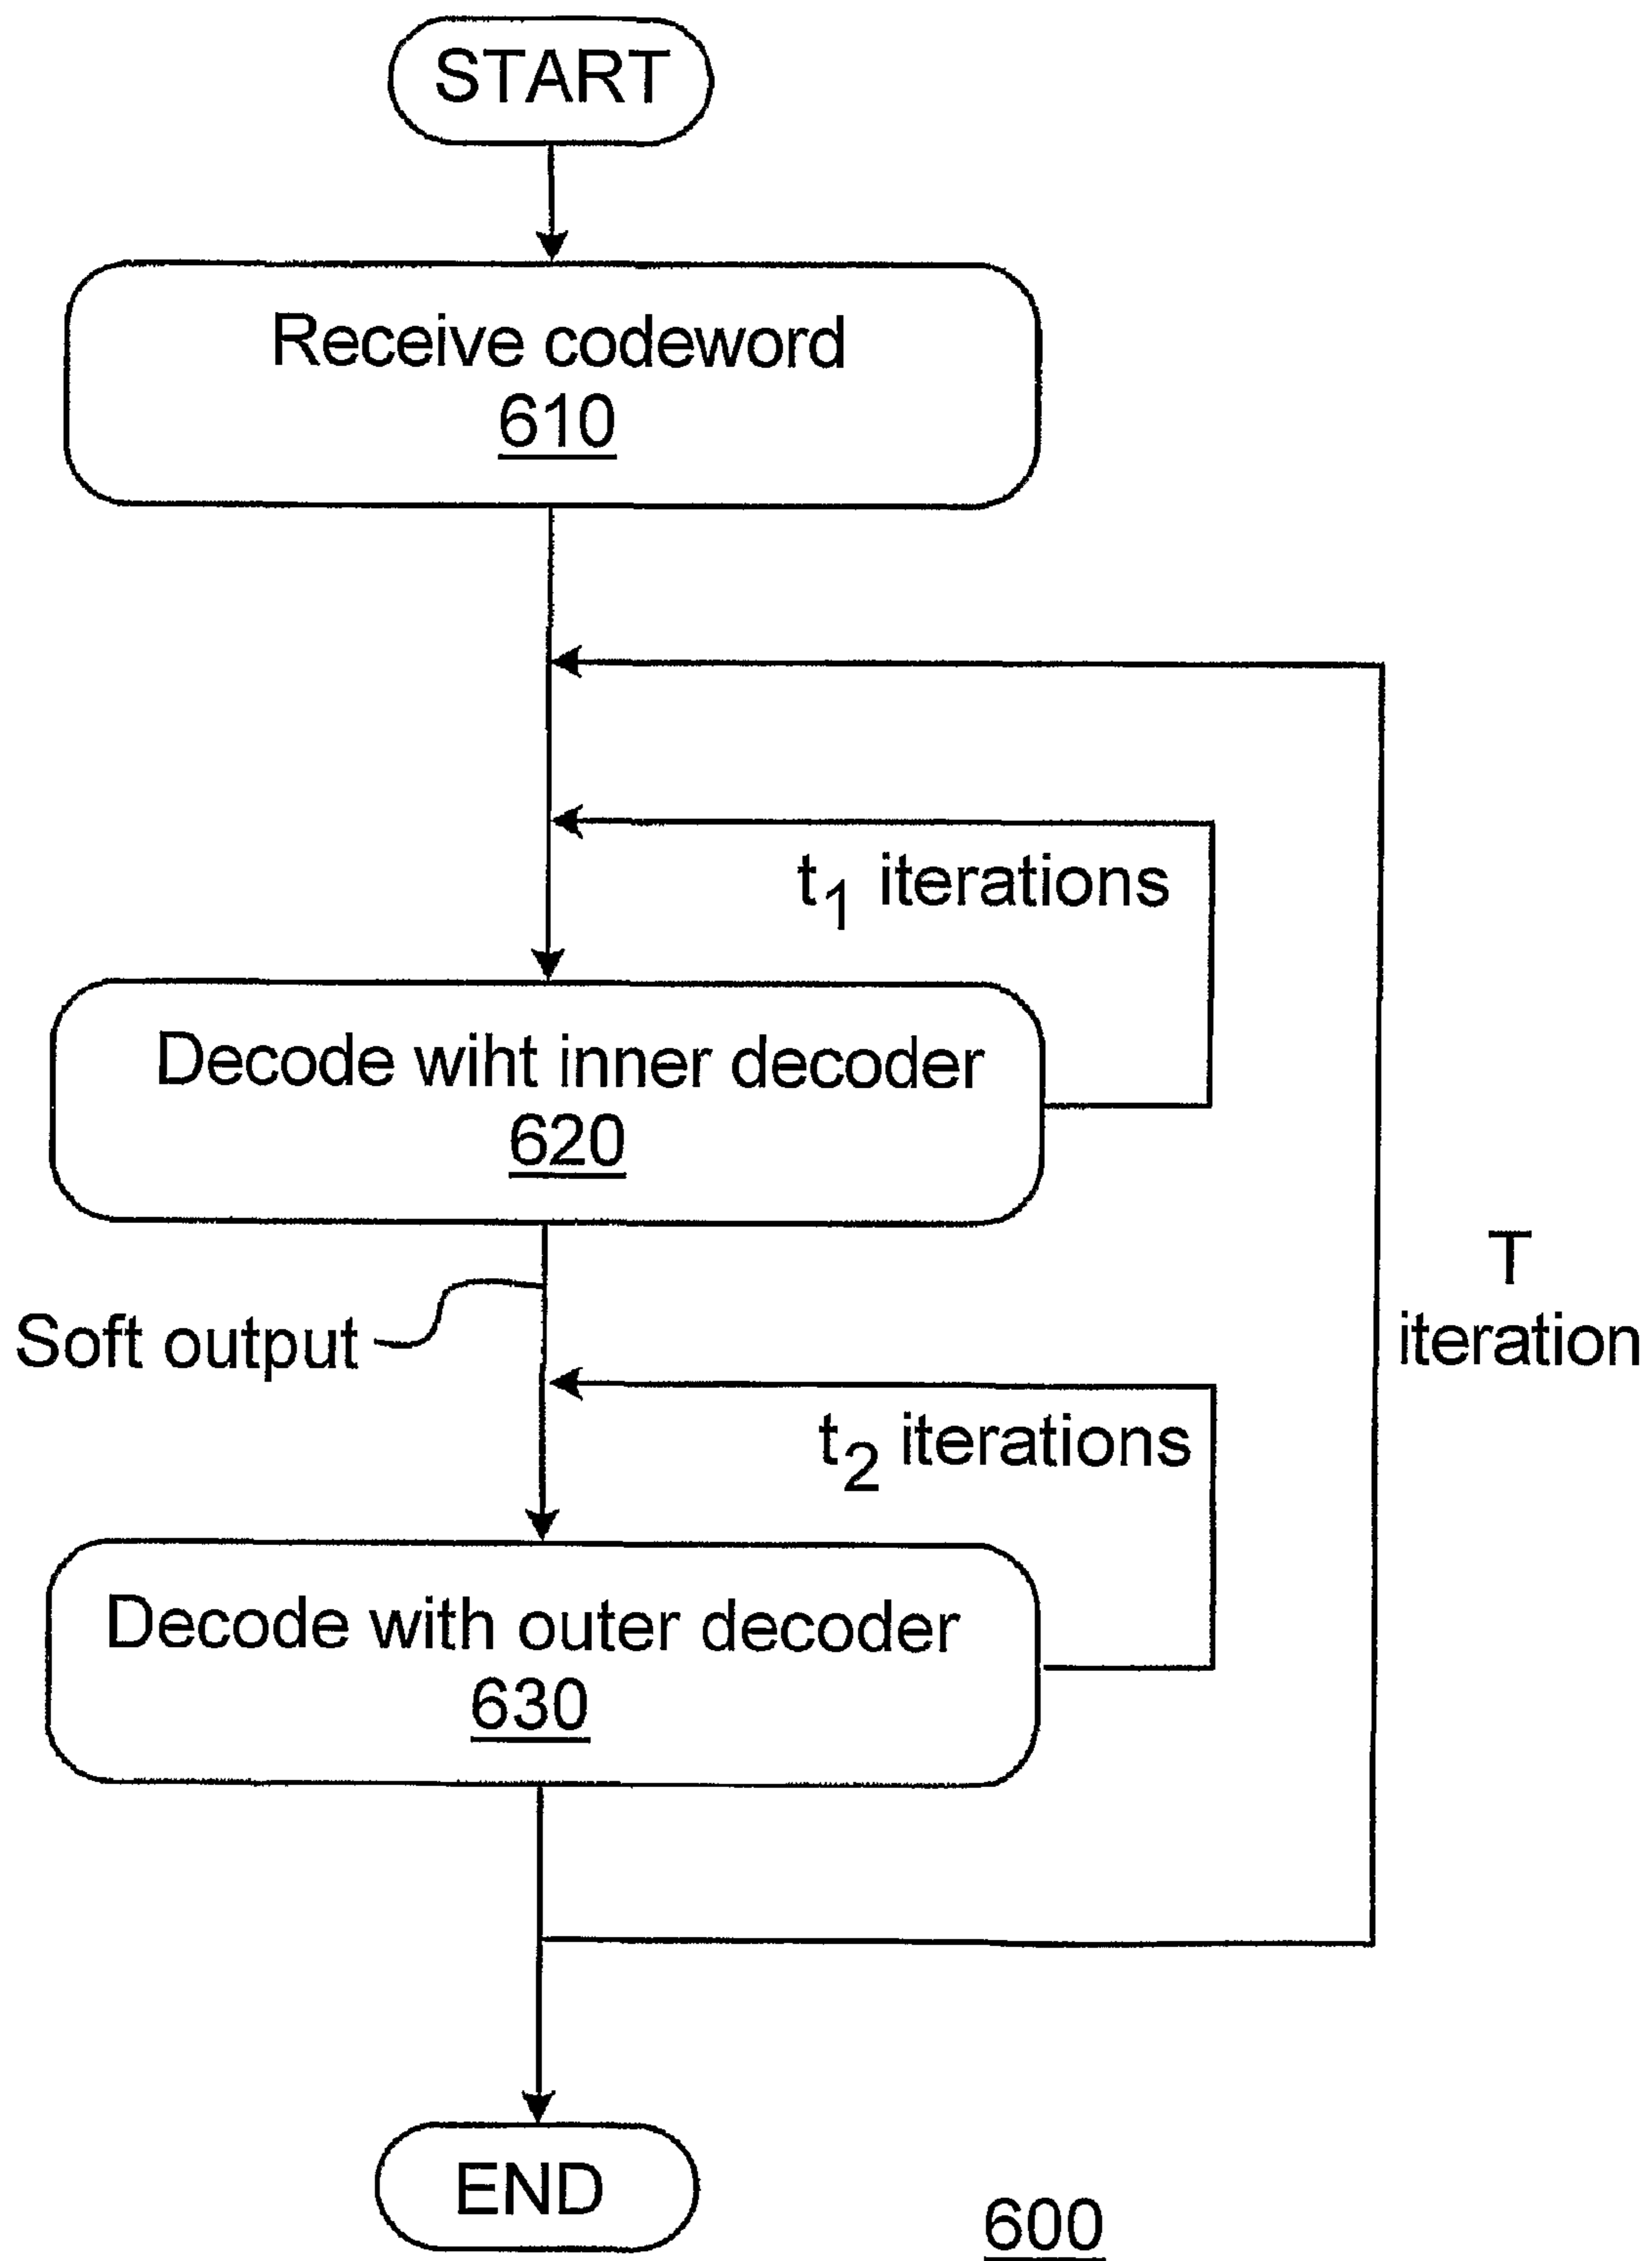 START
Receive codeword
610
t1 iterations
Decode wiht inner decoder
620
T
iteration
Soft output
t2 iterations
Decode with outer decoder
630
END
600